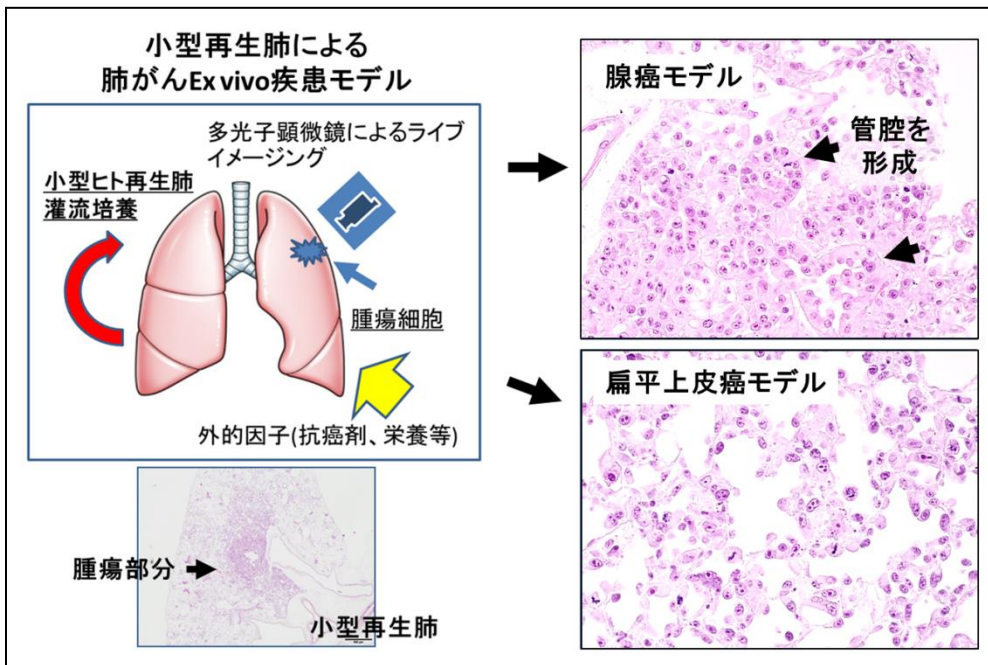 小型再生肺による
肺がんEx vivo疾患モデル
多光子顕微鏡によるライブ
イメージング
小型ヒト再生肺
灌流培養
腫瘍細胞
外的因子(抗癌剤、栄養等)
腫瘍部分
小型再生肺
腺癌モデル
管腔を
形成
扁平上皮癌モデル